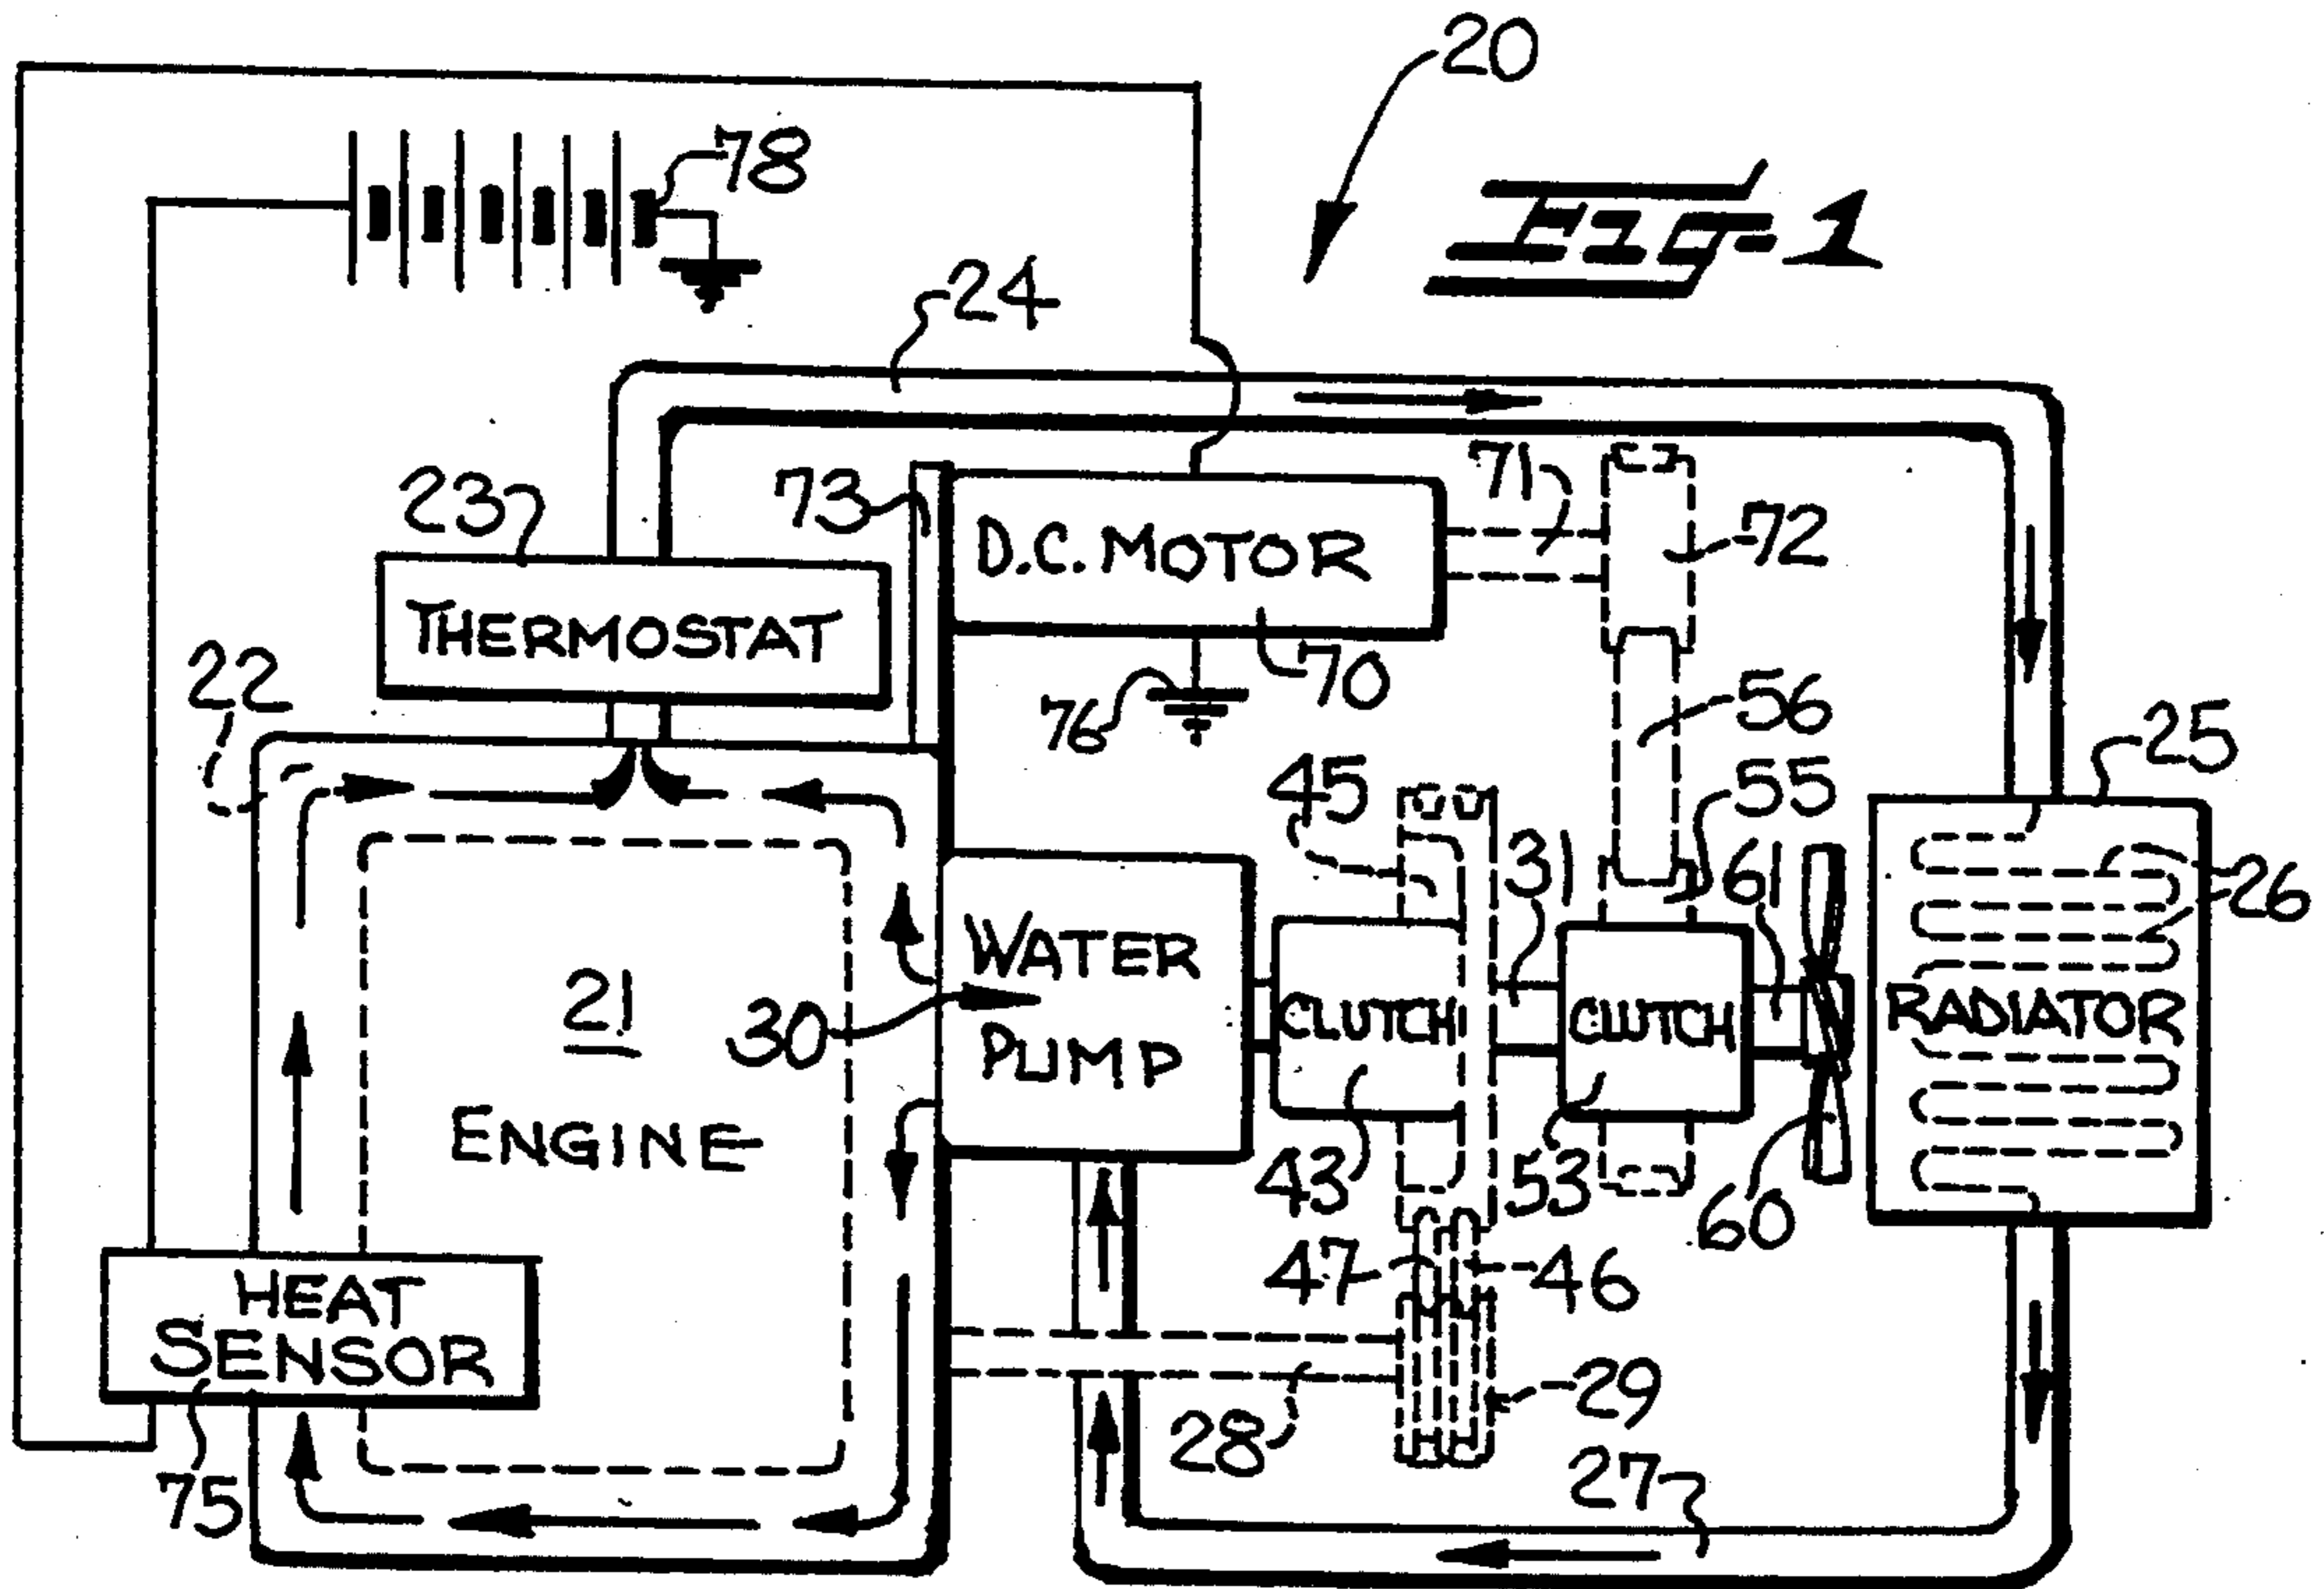 20
78
Fig-1
24
23
73
D.C. MOTOR
71
72
THERMOSTAT
22
70
76
56
25
45
55
31
61
26
WATER
PUMP
21
30
CLUTCH
CLUTCH
RADIATOR
ENGINE
43
53
60
47
46
HEAT
SENSOR
29
28
27
75